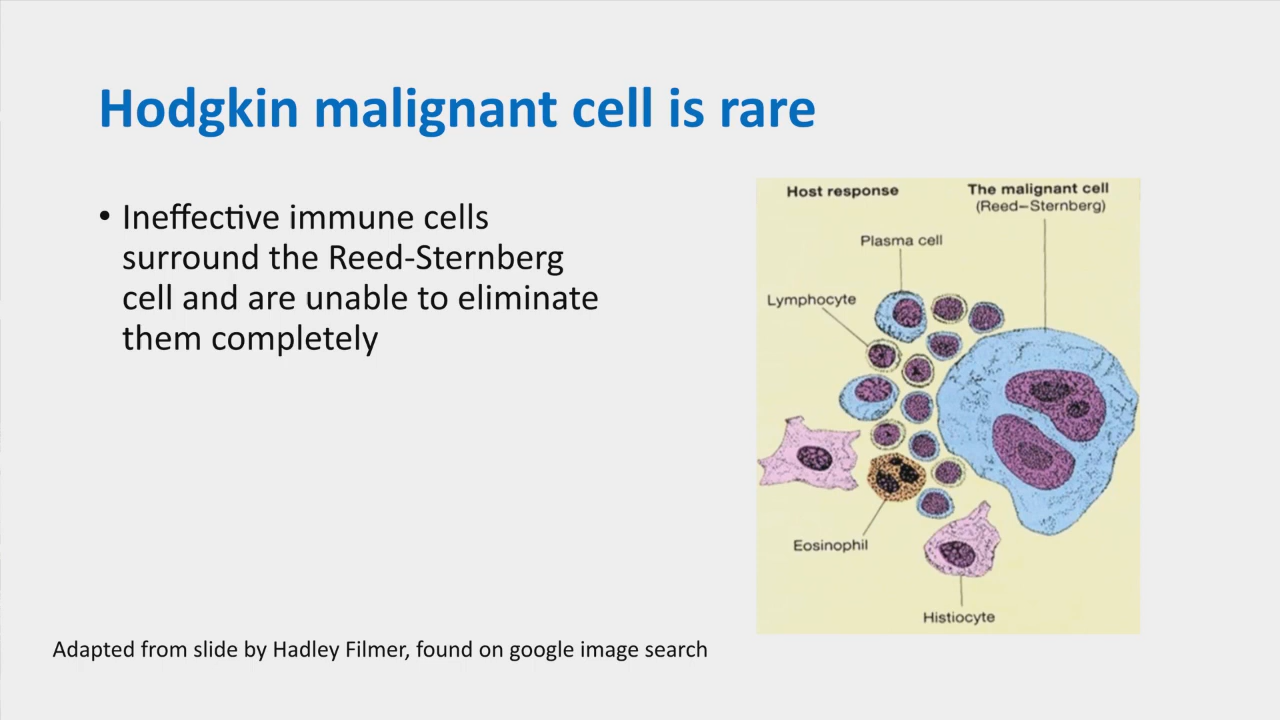 Hodgkin malignant cell is rare
• Ineffective immune cells
surround the Reed-Sternberg
cell and are unable to eliminate
them completely
Host response
The malignant cell
(Reed–Sternberg)
Plasma cell
Lymphocyte
Eosinophil
Histiocyte
Adapted from slide by Hadley Filmer, found on google image search